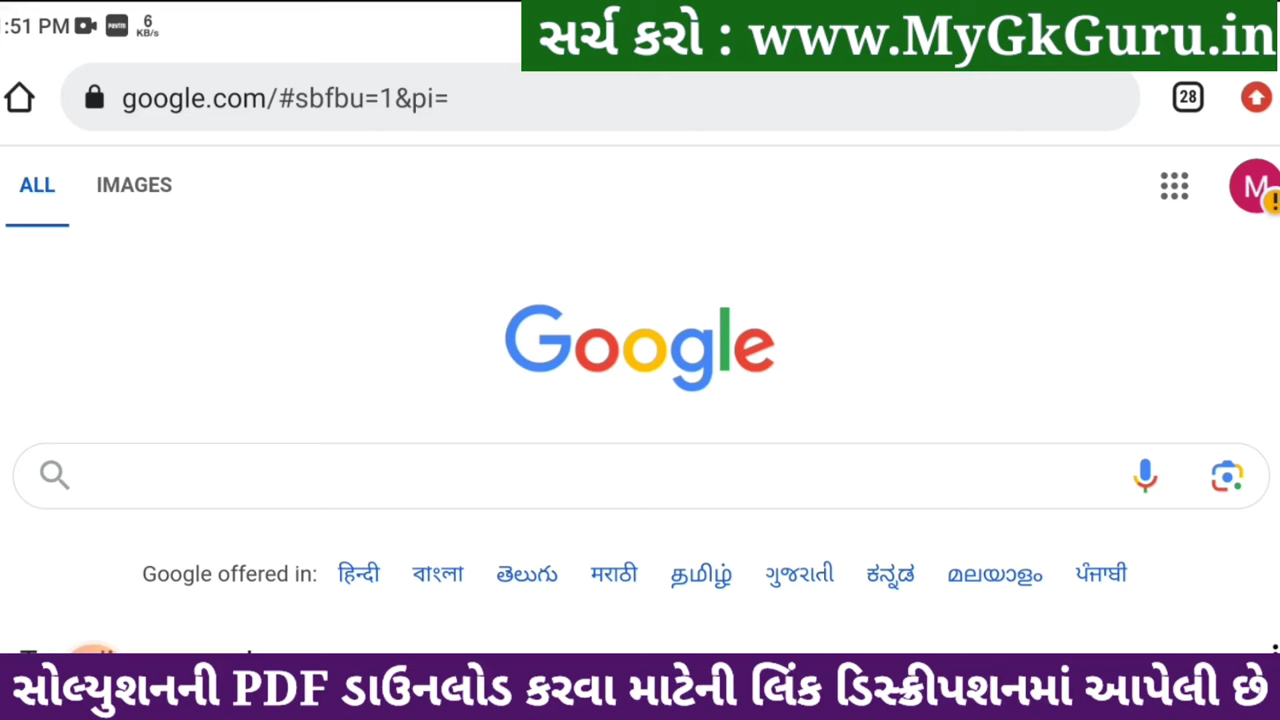 :51 PM 6 KB/s
સર્ચ કરો : www.MyGkGuru.in
google.com/#sbfbu=1&pi=
28
ALL IMAGES
M
Google
Google offered in: हिन्दी বাংলা తెలుగు मराठी தமிழ் ગુજરાતી ಕನ್ನಡ മലയാളം ਪੰਜਾਬੀ
સોલ્યુશનની PDF ડાઉનલોડ કરવા માટેની લિંક ડિસ્ક્રીપશનમાં આપેલી છે